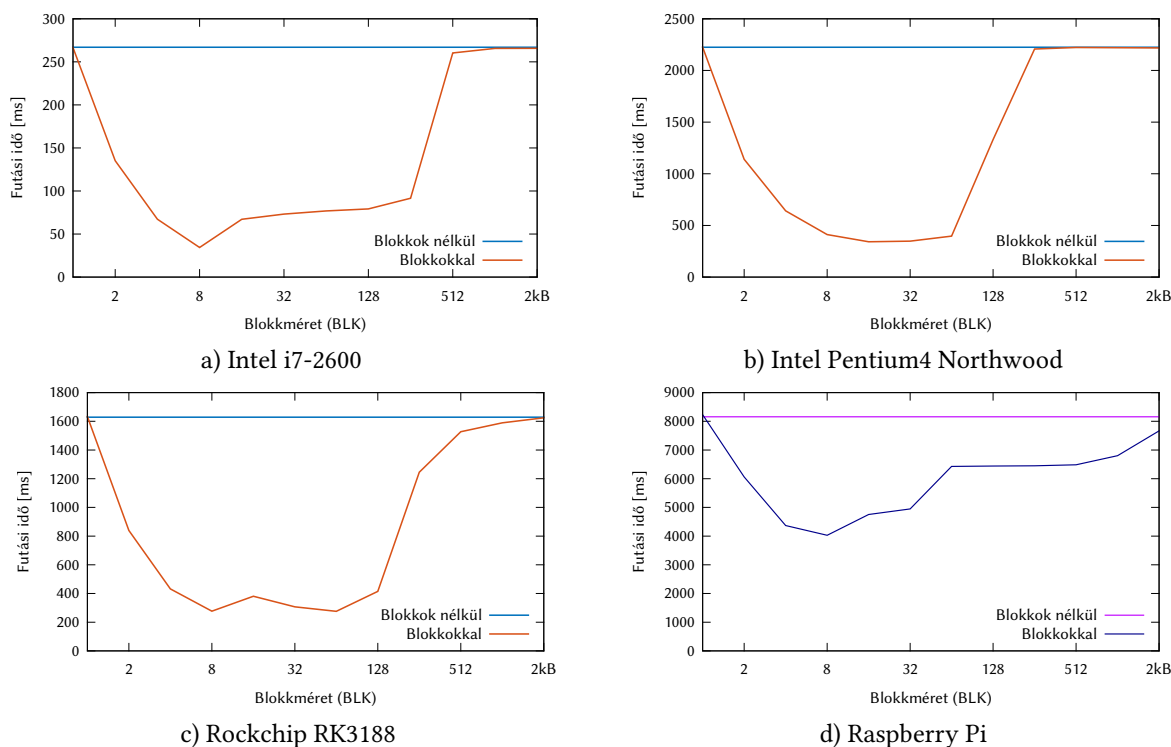 300
250
200
150
100
50
0
2
8
32
128
512
2kB
Futási idő [ms]
Blokkméret (BLK)
Blokkok nélkül
Blokkokkal
a) Intel i7-2600
2500
2000
1500
1000
500
0
2
8
32
128
512
2kB
Futási idő [ms]
Blokkméret (BLK)
Blokkok nélkül
Blokkokkal
b) Intel Pentium4 Northwood
1800
1600
1400
1200
1000
800
600
400
200
0
2
8
32
128
512
2kB
Futási idő [ms]
Blokkméret (BLK)
Blokkok nélkül
Blokkokkal
c) Rockchip RK3188
9000
8000
7000
6000
5000
4000
3000
2000
1000
0
2
8
32
128
512
2kB
Futási idő [ms]
Blokkméret (BLK)
Blokkok nélkül
Blokkokkal
d) Raspberry Pi